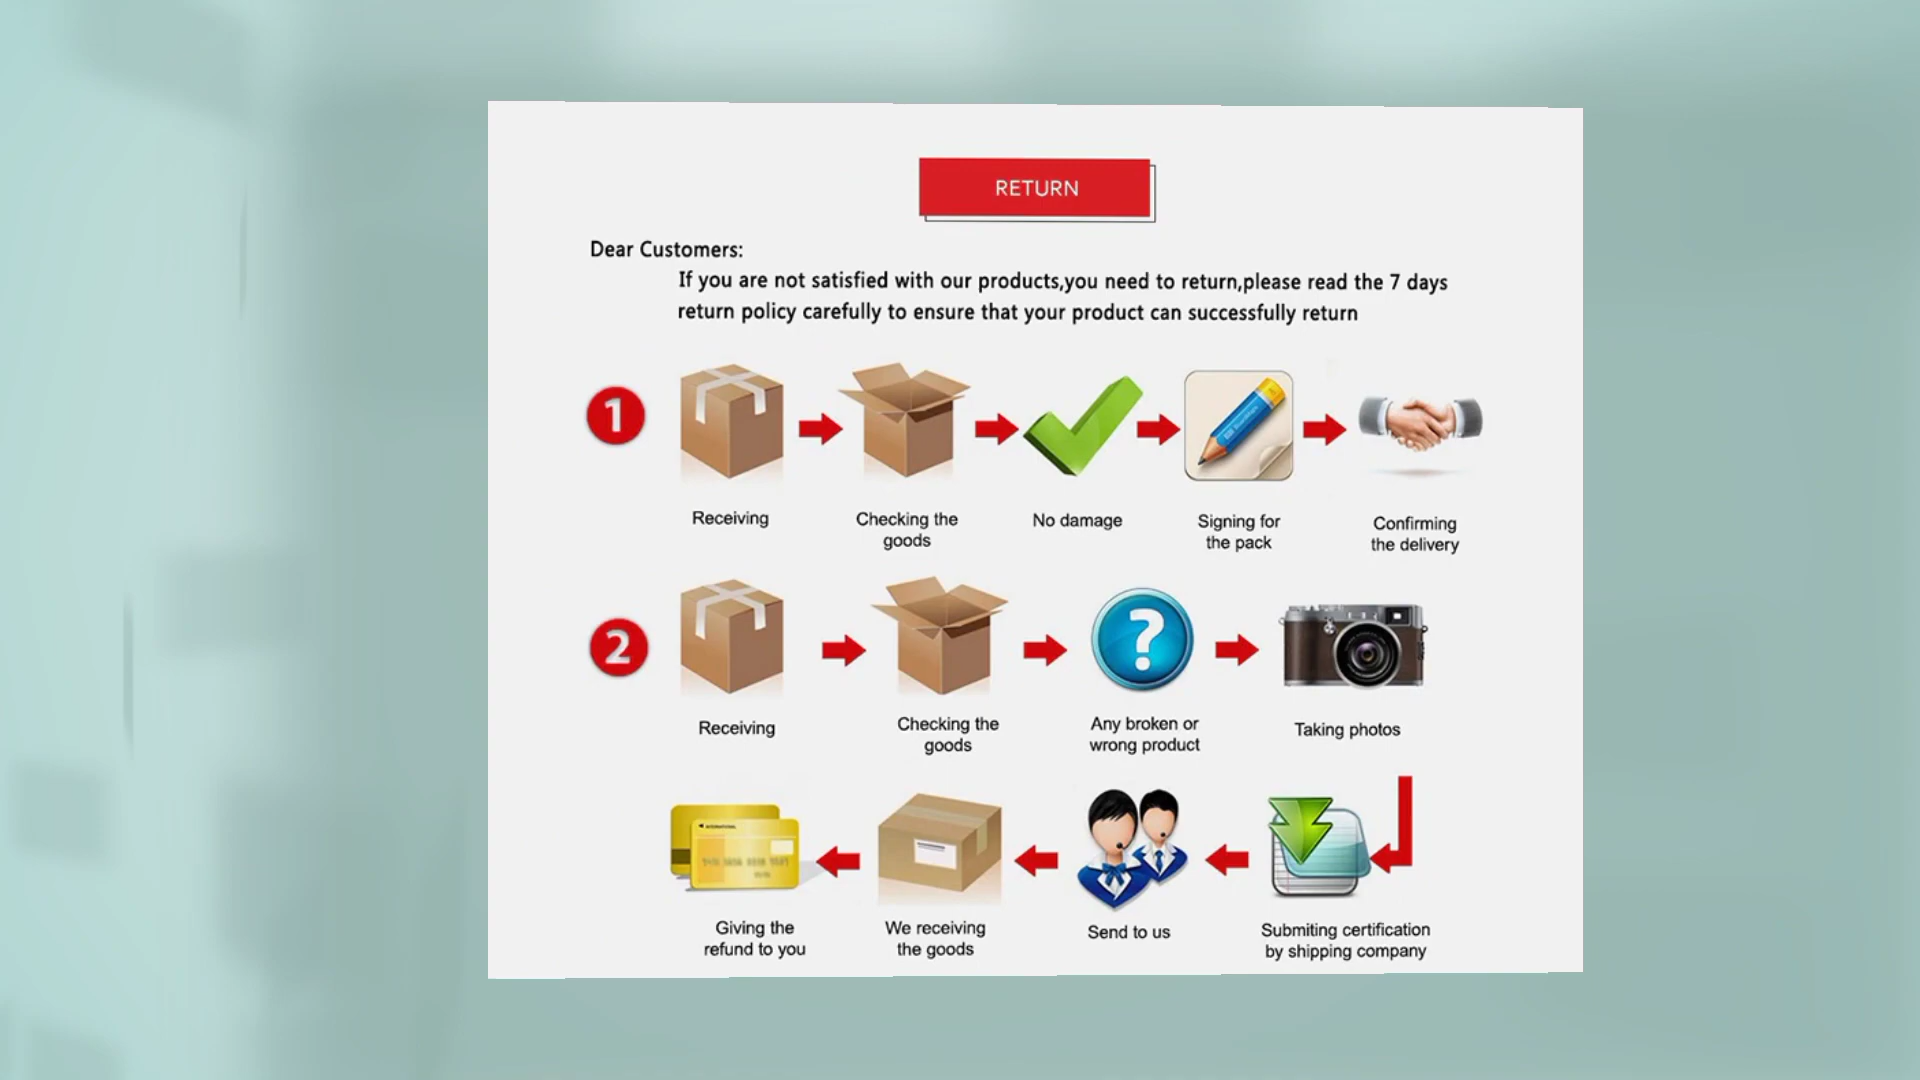 RETURN
Dear Customers:
If you are not satisfied with our products,you need to return,please read the 7 days
return policy carefully to ensure that your product can successfully return
1
Receiving
Checking the
goods
No damage
Signing for
the pack
Confirming
the delivery
2
Receiving
Checking the
goods
?
Any broken or
wrong product
Taking photos
Giving the
refund to you
We receiving
the goods
Send to us
Submiting certification
by shipping company